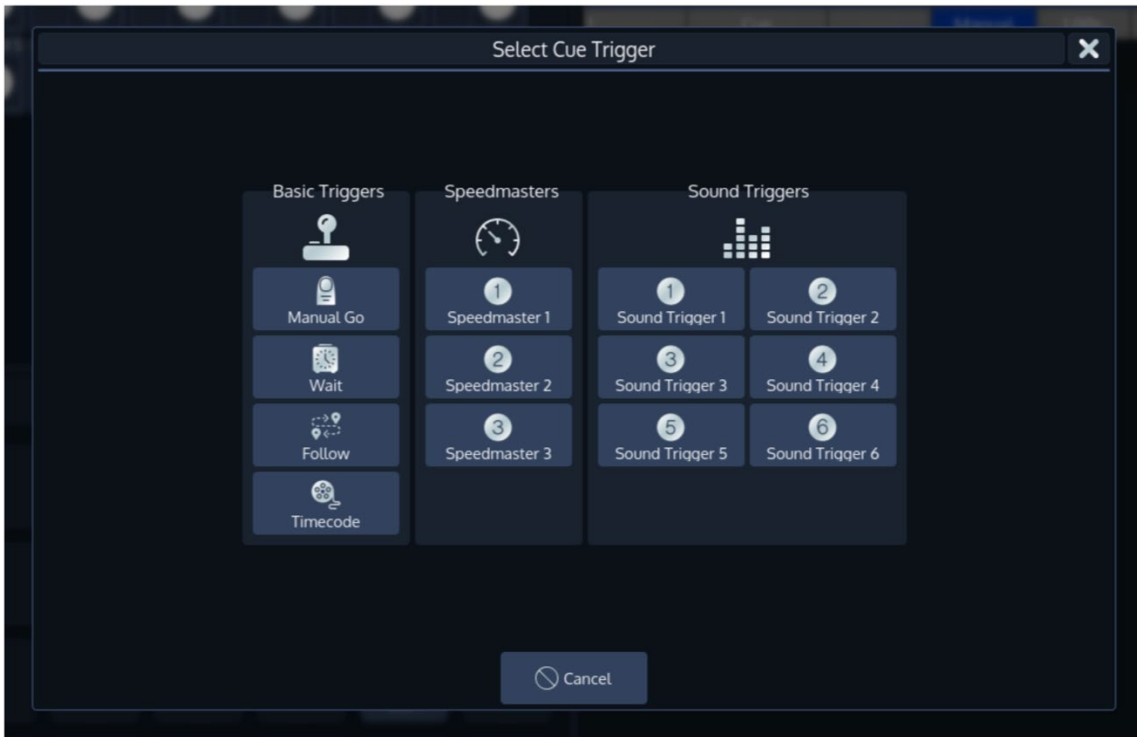 Select Cue Trigger
Basic Triggers
Speedmasters
Sound Triggers
Manual Go
1
Speedmaster 1
1
Sound Trigger 1
2
Sound Trigger 2
Wait
2
Speedmaster 2
3
Sound Trigger 3
4
Sound Trigger 4
Follow
3
Speedmaster 3
5
Sound Trigger 5
6
Sound Trigger 6
Timecode
Cancel